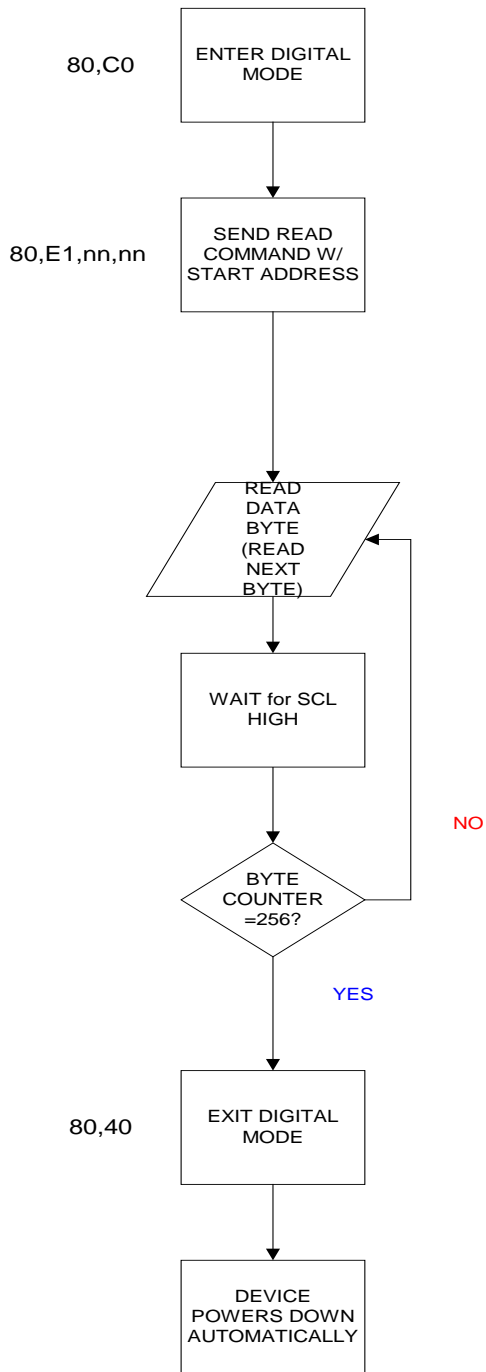 80,C0
ENTER DIGITAL
MODE
80,E1,nn,nn
SEND READ
COMMAND W/
START ADDRESS
READ
DATA
BYTE
(READ
NEXT
BYTE)
WAIT for SCL
HIGH
NO
BYTE
COUNTER
=256?
YES
80,40
EXIT DIGITAL
MODE
DEVICE
POWERS DOWN
AUTOMATICALLY